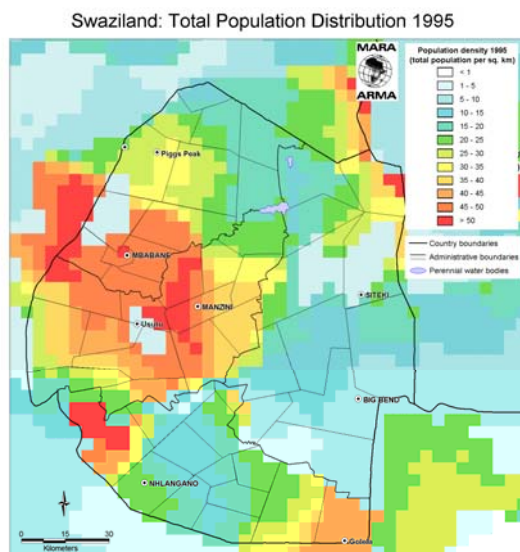 Swaziland: Total Population Distribution 1995
MARA
ARMA
Population density 1995
(total population per sq. km)
< 1
1 - 5
5 - 10
10 - 15
15 - 20
20 - 25
25 - 30
30 - 35
35 - 40
40 - 45
45 - 50
> 50
Country boundaries
Administrative boundaries
Perennial water bodies
Piggs Peak
MBABANE
MANZINI
SITEKI
Usutu
BIG BEND
NHLANGANO
Golela
0 15 30
Kilometers